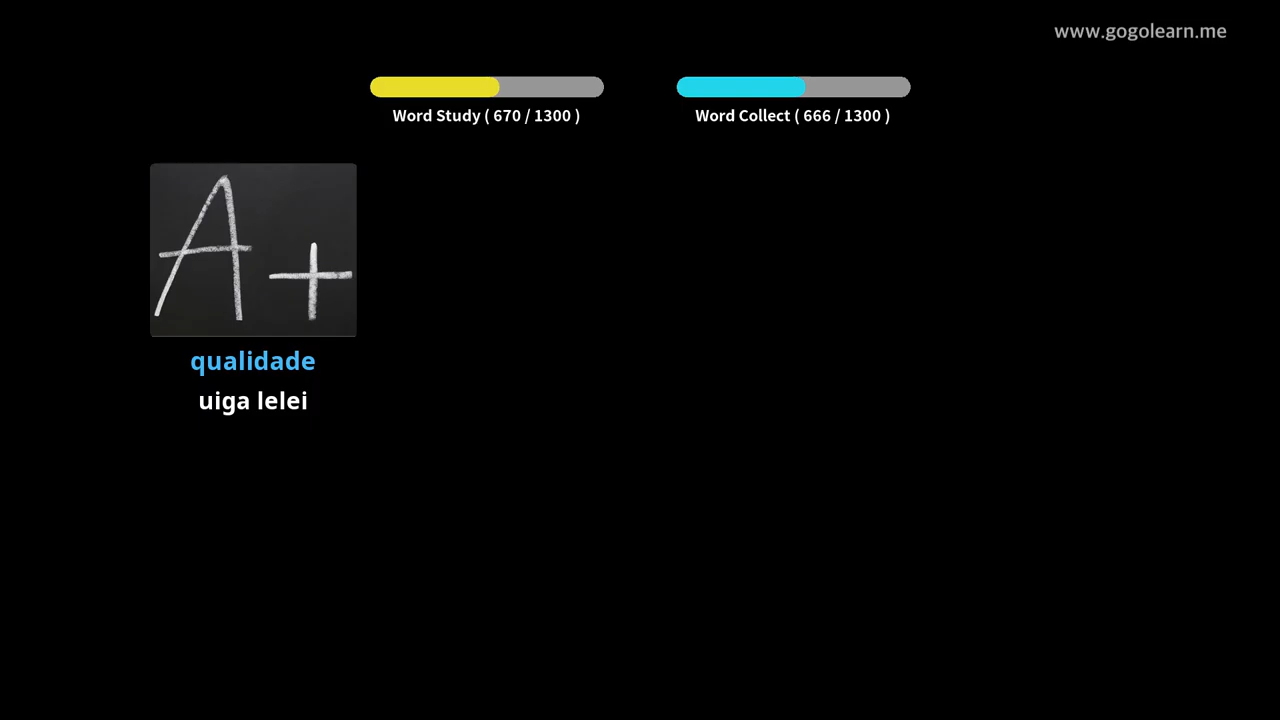 www.gogolearn.me
Word Study ( 670 / 1300 )
Word Collect ( 666 / 1300 )
A+
qualidade
uiga lelei